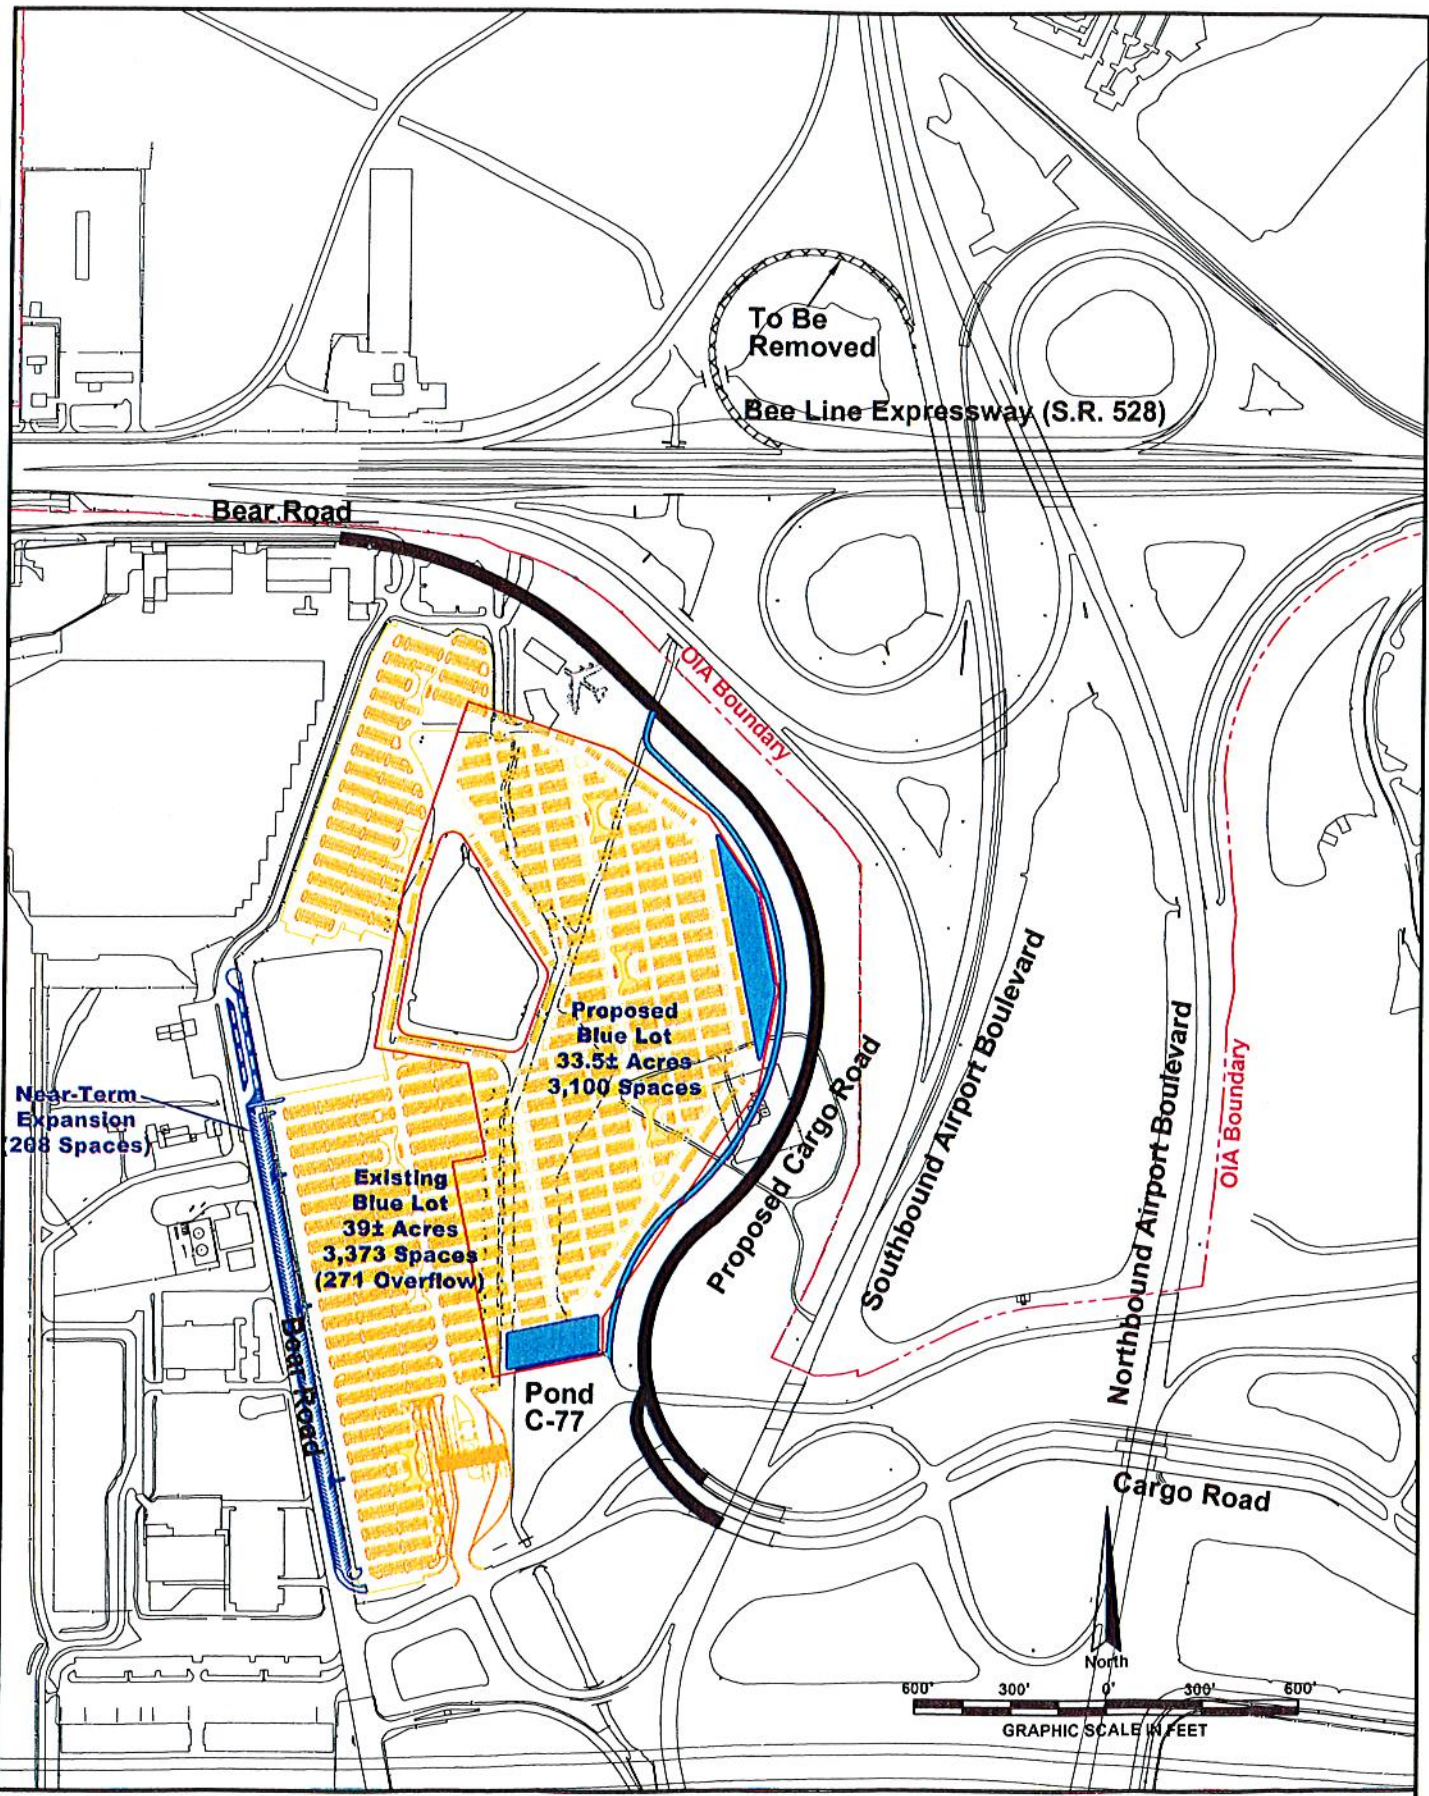 To Be
Removed
Bee Line Expressway (S.R. 528)
Bear Road
OIA Boundary
Proposed
Blue Lot
33.5± Acres
3,100 Spaces
Near-Term
Expansion
(208 Spaces)
Existing
Blue Lot
39± Acres
3,373 Spaces
(271 Overflow)
Bear Road
Proposed Cargo Road
Southbound Airport Boulevard
Northbound Airport Boulevard
OIA Boundary
Pond
C-77
Cargo Road
North
600' 300' 0' 300' 600'
GRAPHIC SCALE IN FEET